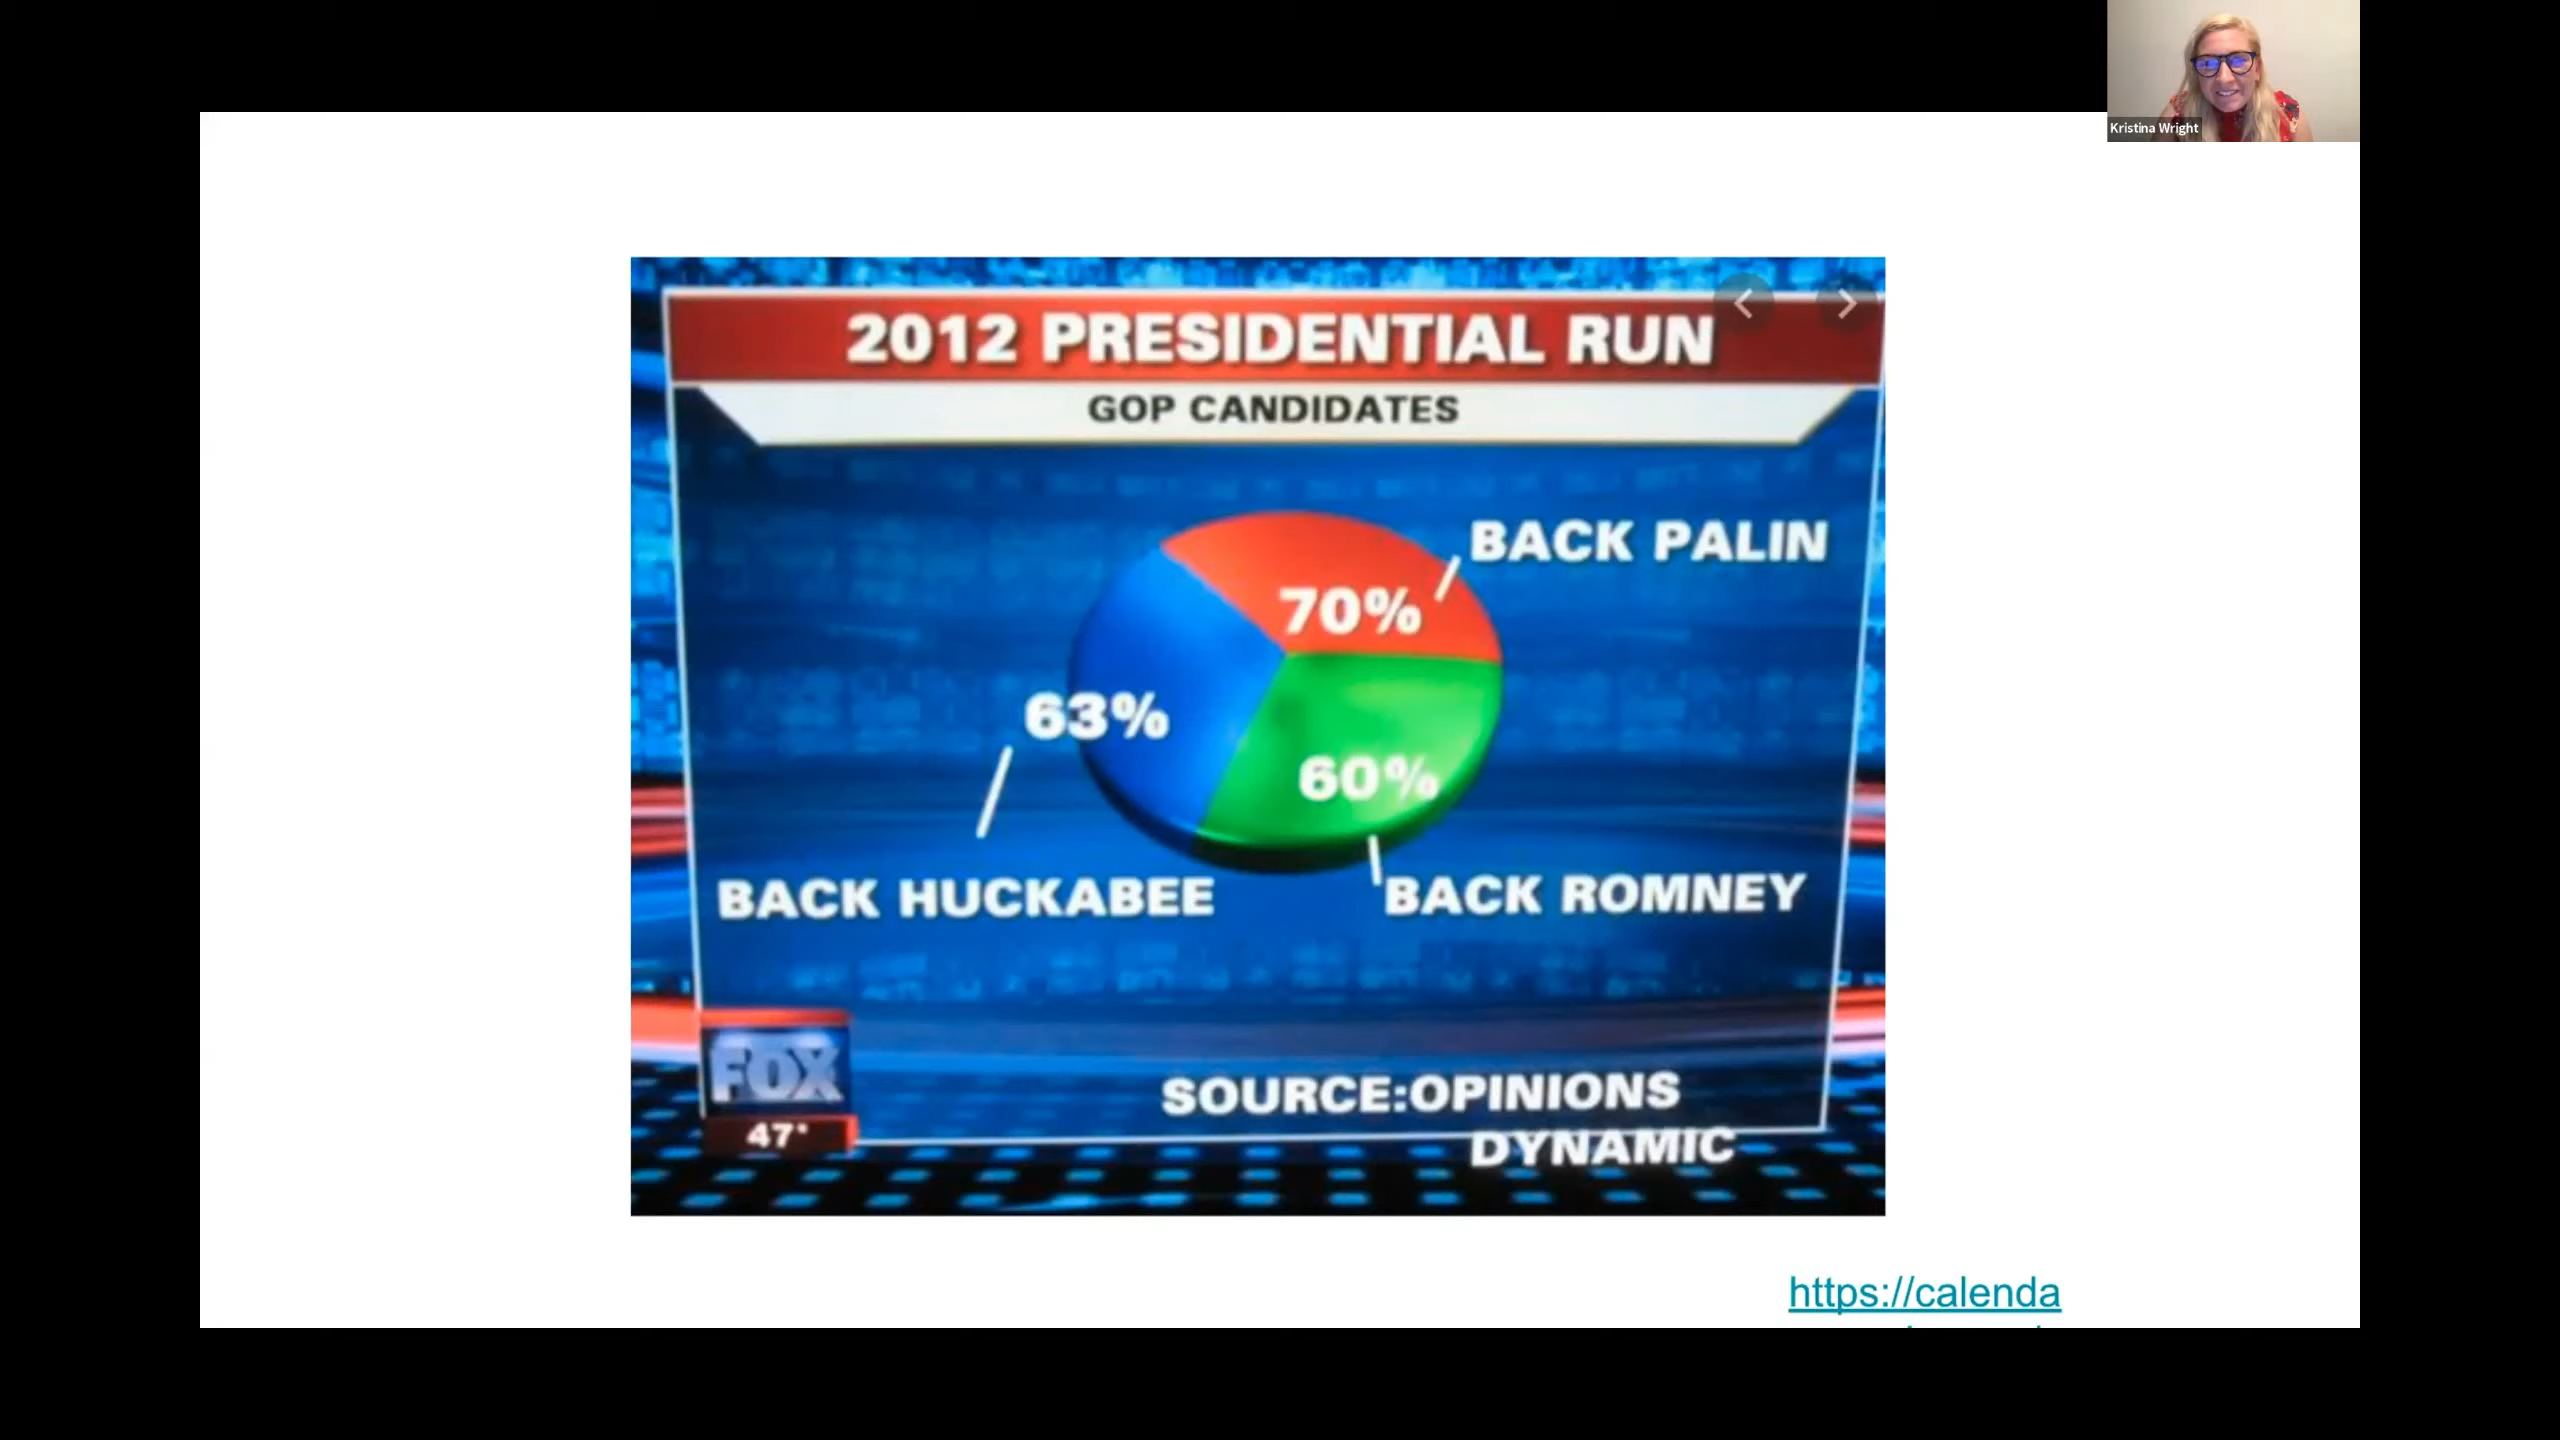 Kristina Wright
2012 PRESIDENTIAL RUN
GOP CANDIDATES
BACK PALIN
70%
63%
60%
BACK HUCKABEE
BACK ROMNEY
FOX
47°
SOURCE:OPINIONS
DYNAMIC
https://calenda